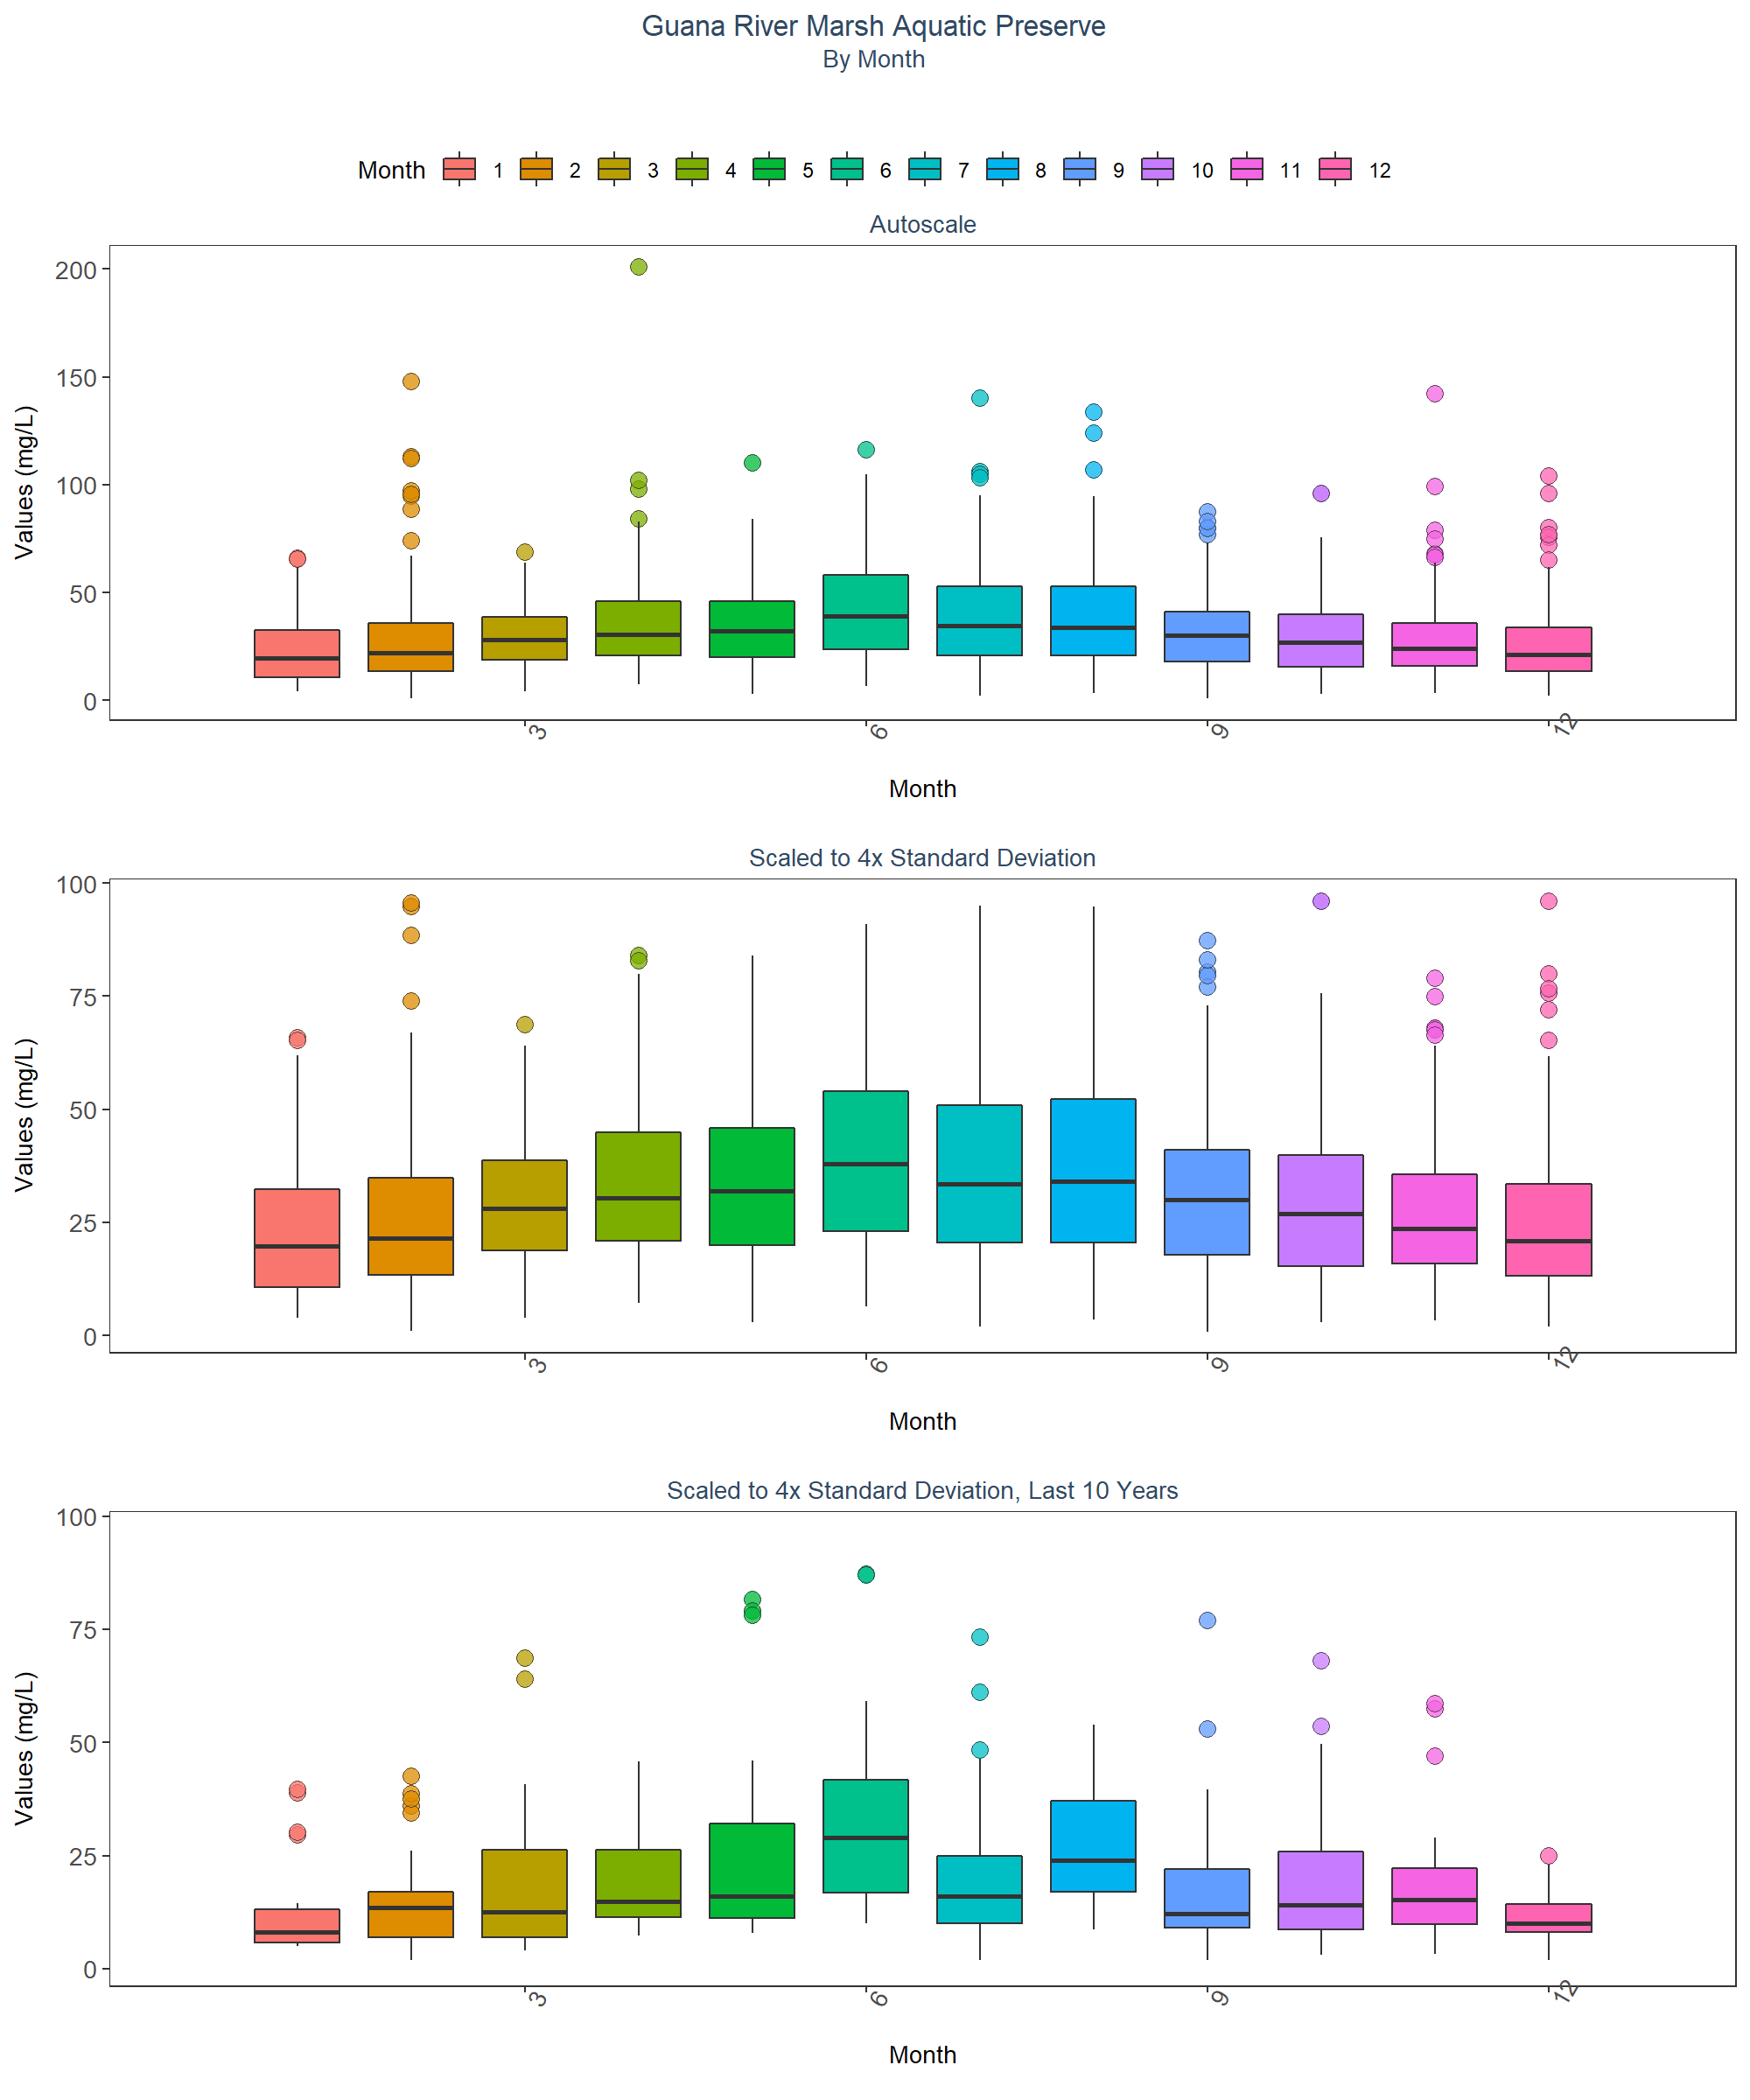 Guana River Marsh Aquatic Preserve
By Month
Month 1 2 3 4 5 6 7 8 9 10 11 12
Autoscale
Values (mg/L)
200
150
100
50
0
3 6 9 12
Month
Scaled to 4x Standard Deviation
Values (mg/L)
100
75
50
25
0
3 6 9 12
Month
Scaled to 4x Standard Deviation, Last 10 Years
Values (mg/L)
100
75
50
25
0
3 6 9 12
Month